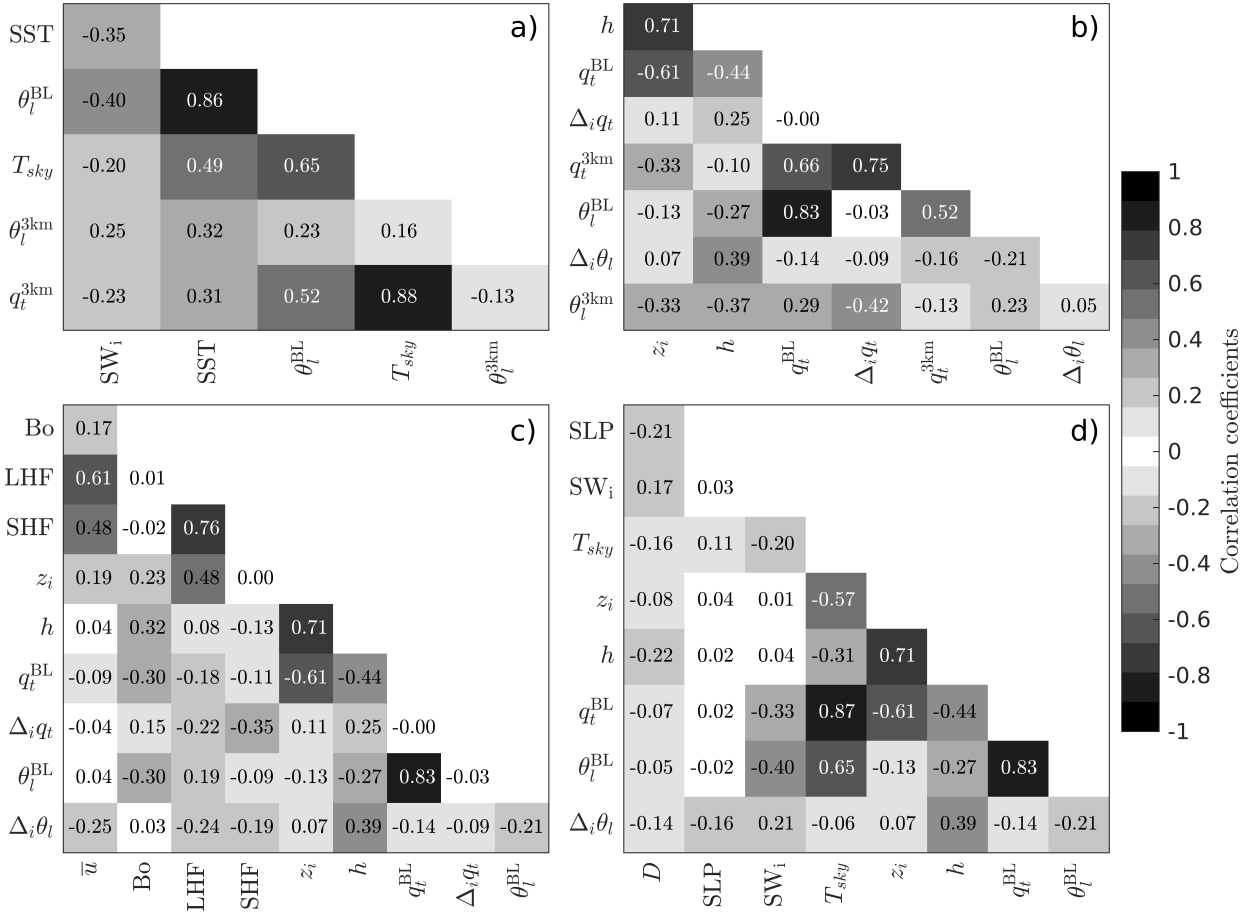 a)
SST -0.35
θ_l^BL -0.40 0.86
T_sky -0.20 0.49 0.65
θ_l^3km 0.25 0.32 0.23 0.16
q_t^3km -0.23 0.31 0.52 0.88 -0.13
SW_i SST θ_l^BL T_sky θ_l^3km
b)
h 0.71
q_t^BL -0.61 -0.44
Δ_i q_t 0.11 0.25 -0.00
q_t^3km -0.33 -0.10 0.66 0.75
θ_l^BL -0.13 -0.27 0.83 -0.03 0.52
Δ_i θ_l 0.07 0.39 -0.14 -0.09 -0.16 -0.21
θ_l^3km -0.33 -0.37 0.29 -0.42 -0.13 0.23 0.05
z_i h q_t^BL Δ_i q_t q_t^3km θ_l^BL Δ_i θ_l
c)
Bo 0.17
LHF 0.61 0.01
SHF 0.48 -0.02 0.76
z_i 0.19 0.23 0.48 0.00
h 0.04 0.32 0.08 -0.13 0.71
q_t^BL -0.09 -0.30 -0.18 -0.11 -0.61 -0.44
Δ_i q_t -0.04 0.15 -0.22 -0.35 0.11 0.25 -0.00
θ_l^BL 0.04 -0.30 0.19 -0.09 -0.13 -0.27 0.83 -0.03
Δ_i θ_l -0.25 0.03 -0.24 -0.19 0.07 0.39 -0.14 -0.09 -0.21
u̅ Bo LHF SHF z_i h q_t^BL Δ_i q_t θ_l^BL
d)
SLP -0.21
SW_i 0.17 0.03
T_sky -0.16 0.11 -0.20
z_i -0.08 0.04 0.01 -0.57
h -0.22 0.02 0.04 -0.31 0.71
q_t^BL -0.07 0.02 -0.33 0.87 -0.61 -0.44
θ_l^BL -0.05 -0.02 -0.40 0.65 -0.13 -0.27 0.83
Δ_i θ_l -0.14 -0.16 0.21 -0.06 0.07 0.39 -0.14 -0.21
D SLP SW_i T_sky z_i h q_t^BL θ_l^BL
1
0.8
0.6
0.4
0.2
0
-0.2
-0.4
-0.6
-0.8
-1
Correlation coefficients